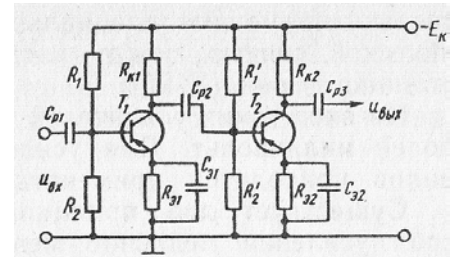 -Eк
R₁ Rк1 R₁' Rк2
Cр1 T₁ Cр2 T₂ Cр3 uвых
uвх R₂ Rэ1 Cэ1 R₂' Rэ2 Cэ2